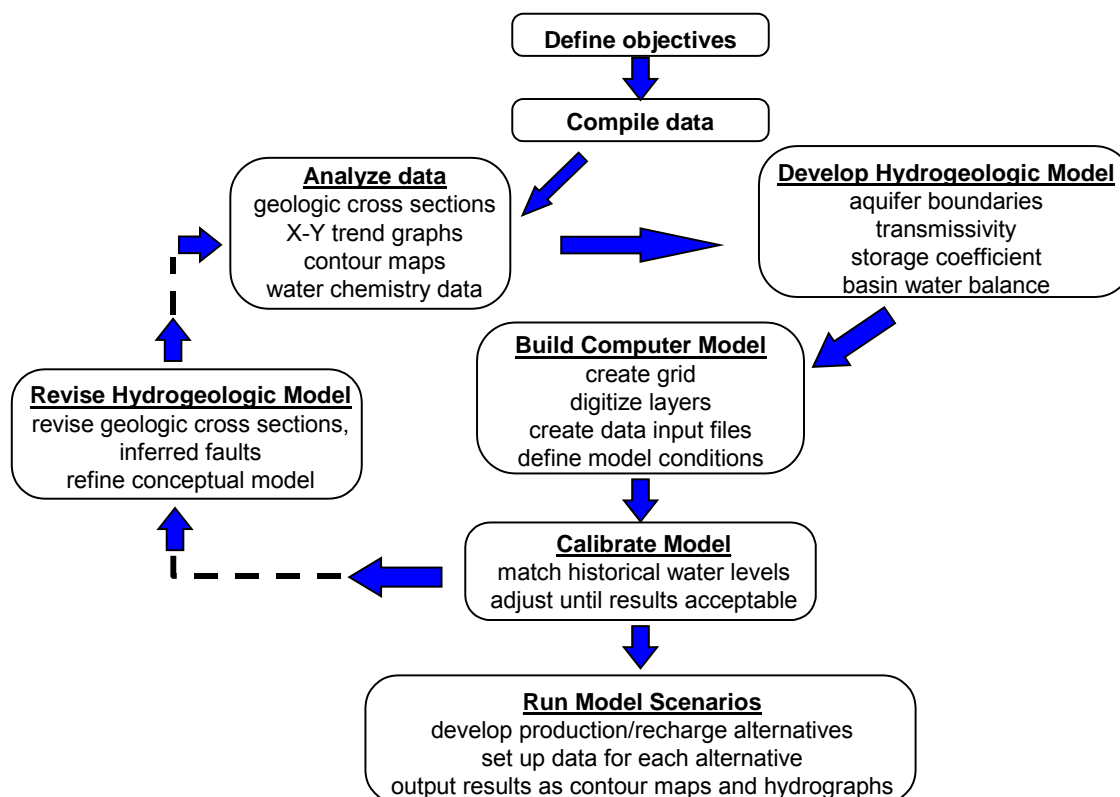 Define objectives
Compile data
Analyze data
geologic cross sections
X-Y trend graphs
contour maps
water chemistry data
Develop Hydrogeologic Model
aquifer boundaries
transmissivity
storage coefficient
basin water balance
Build Computer Model
create grid
digitize layers
create data input files
define model conditions
Revise Hydrogeologic Model
revise geologic cross sections,
inferred faults
refine conceptual model
Calibrate Model
match historical water levels
adjust until results acceptable
Run Model Scenarios
develop production/recharge alternatives
set up data for each alternative
output results as contour maps and hydrographs